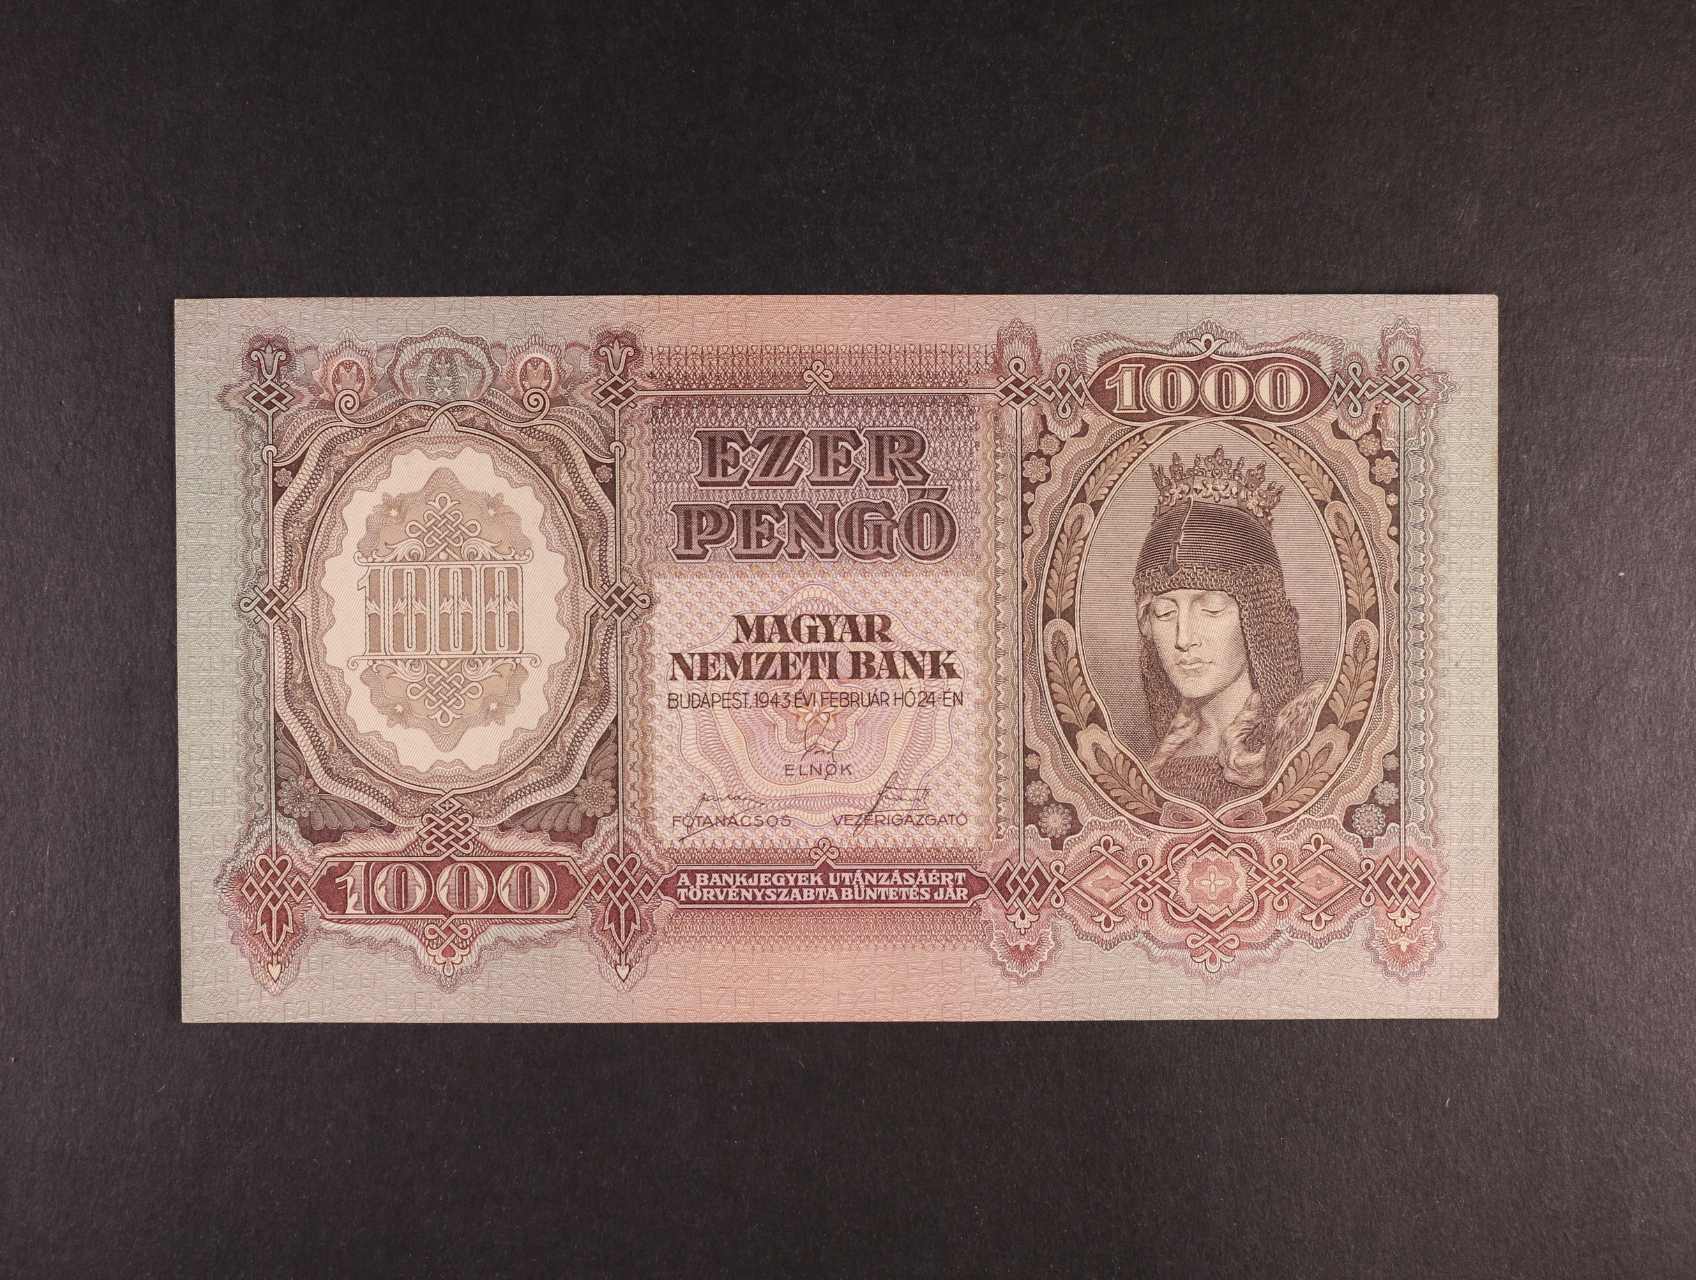 1000
EZER
PENGŐ
1000
MAGYAR
NEMZETI BANK
BUDAPEST, 1943 ÉVI FEBRUÁR HÓ 24-ÉN
ELNÖK
FŐTANÁCSOS VEZÉRIGAZGATÓ
1000
A BANKJEGYEK UTÁNZÁSÁÉRT
TÖRVÉNYSZABTA BÜNTETÉS JÁR